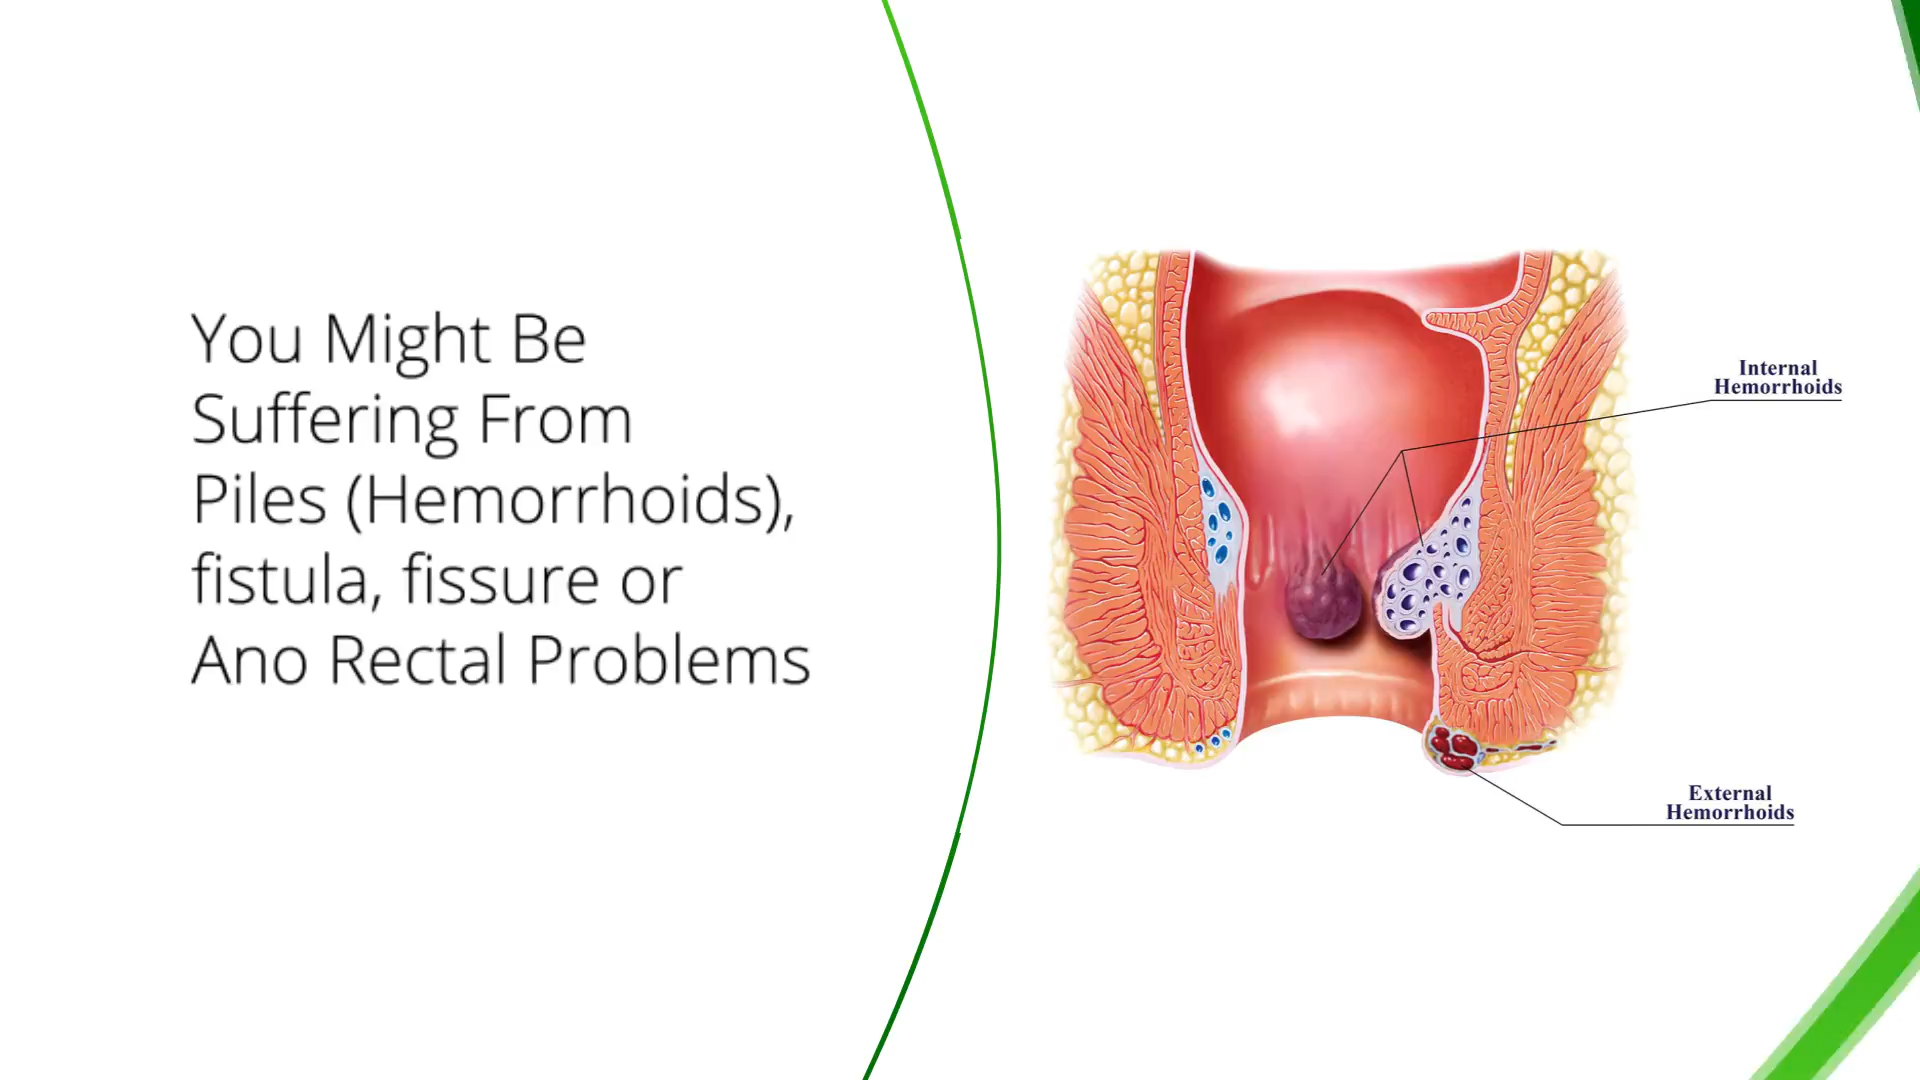 You Might Be
Suffering From
Piles (Hemorrhoids),
fistula, fissure or
Ano Rectal Problems
Internal
Hemorrhoids
External
Hemorrhoids